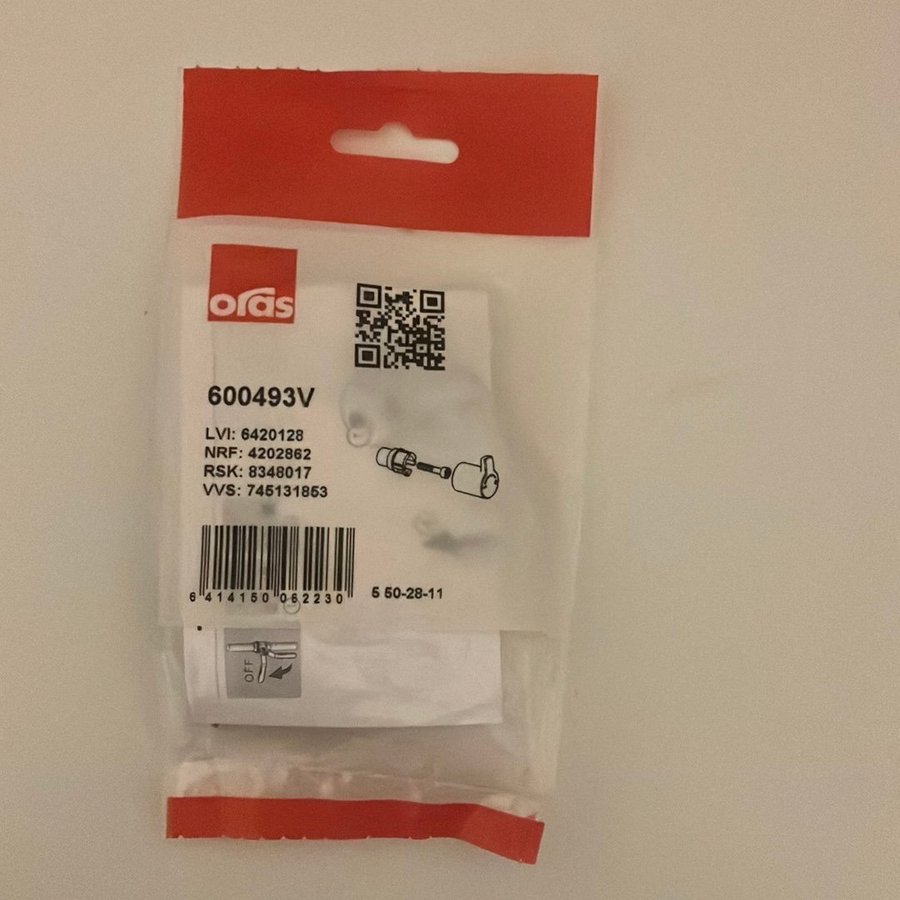 oras
600493V
LVI: 6420128
NRF: 4202862
RSK: 8348017
VVS: 745131853
6 414150 062230
5 50-28-11
OFF